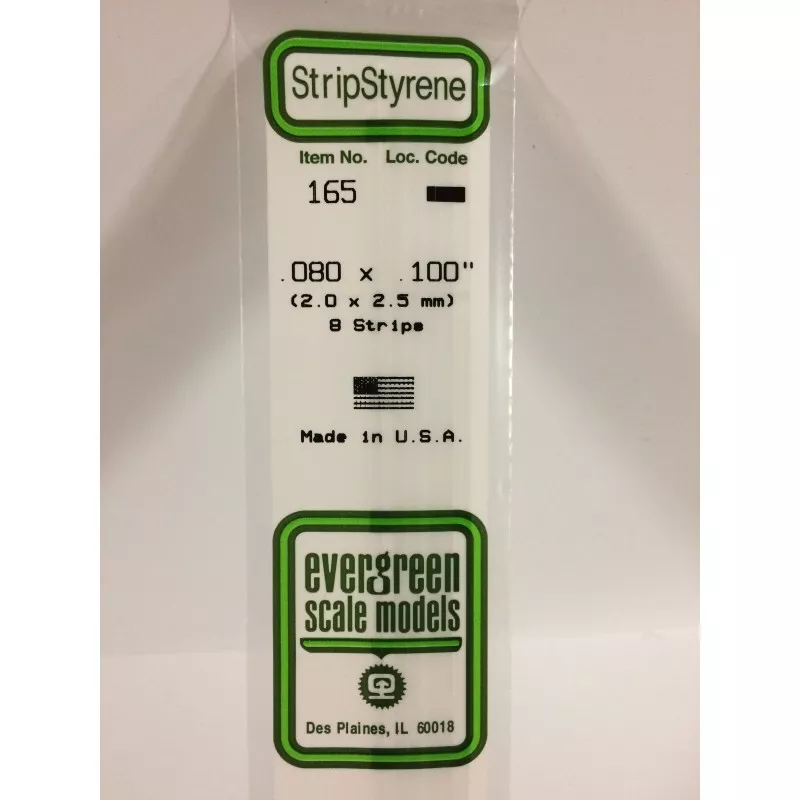 StripStyrene
Item No. Loc. Code
165
.080 x .100"
(2.0 x 2.5 mm)
8 Strips
Made in U.S.A.
evergreen
scale models
Des Plaines, IL 60018